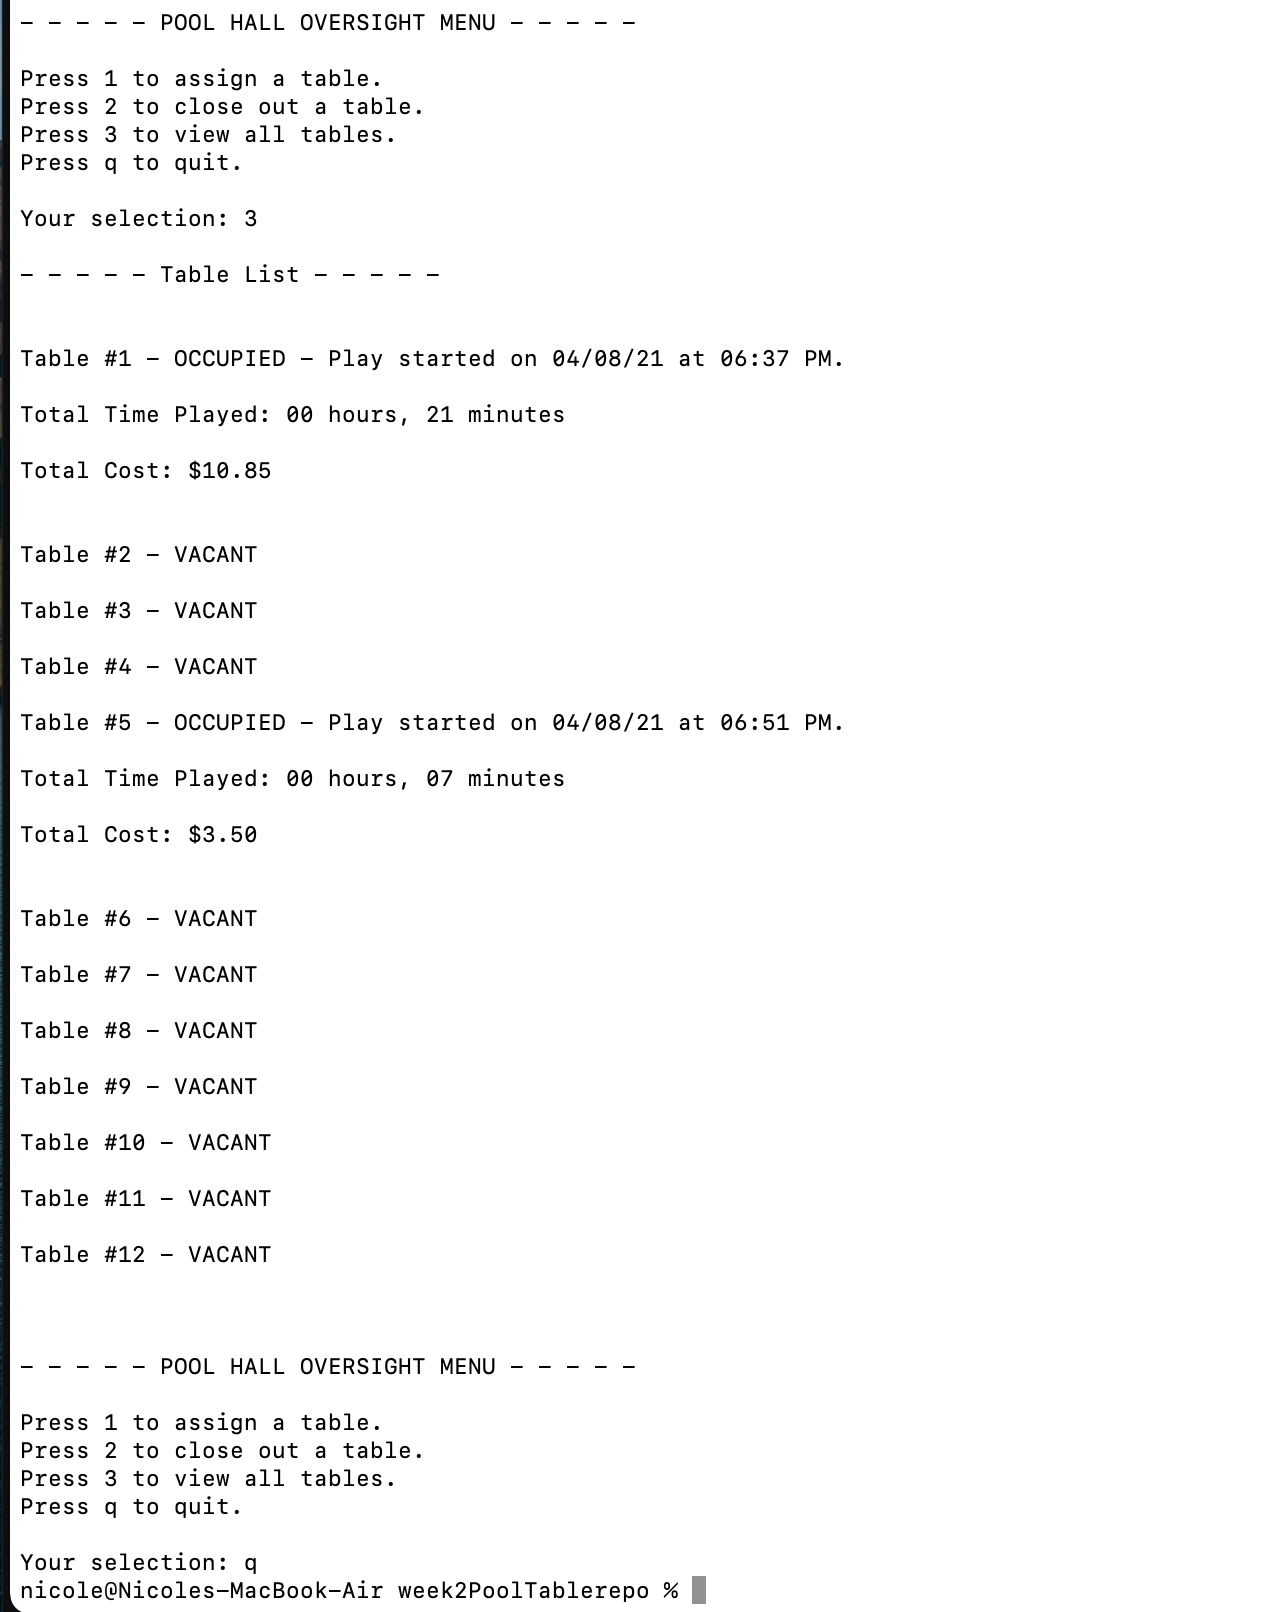 - - - - - POOL HALL OVERSIGHT MENU - - - - -
Press 1 to assign a table.
Press 2 to close out a table.
Press 3 to view all tables.
Press q to quit.
Your selection: 3
- - - - - Table List - - - - -
Table #1 - OCCUPIED - Play started on 04/08/21 at 06:37 PM.
Total Time Played: 00 hours, 21 minutes
Total Cost: $10.85
Table #2 - VACANT
Table #3 - VACANT
Table #4 - VACANT
Table #5 - OCCUPIED - Play started on 04/08/21 at 06:51 PM.
Total Time Played: 00 hours, 07 minutes
Total Cost: $3.50
Table #6 - VACANT
Table #7 - VACANT
Table #8 - VACANT
Table #9 - VACANT
Table #10 - VACANT
Table #11 - VACANT
Table #12 - VACANT
- - - - - POOL HALL OVERSIGHT MENU - - - - -
Press 1 to assign a table.
Press 2 to close out a table.
Press 3 to view all tables.
Press q to quit.
Your selection: q
nicole@Nicoles-MacBook-Air week2PoolTablerepo %